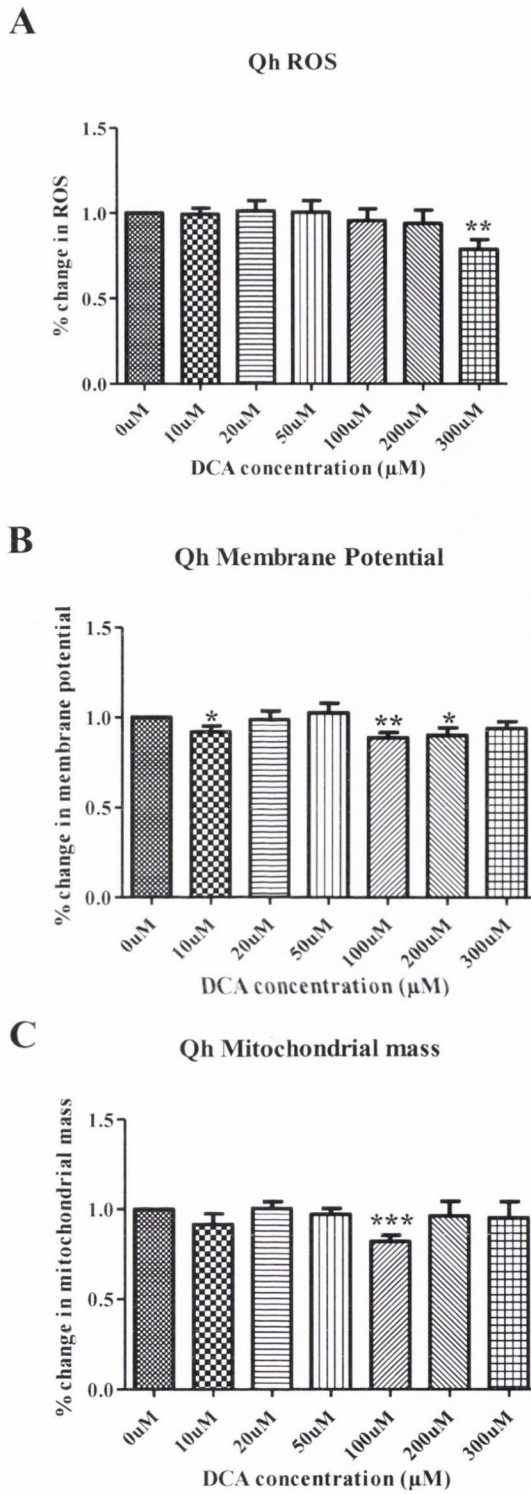 A
Qh ROS
% change in ROS
1.5
1.0
0.5
0.0
**
0uM
10uM
20uM
50uM
100uM
200uM
300uM
DCA concentration (µM)
B
Qh Membrane Potential
% change in membrane potential
1.5
1.0
0.5
0.0
*
**
*
0uM
10uM
20uM
50uM
100uM
200uM
300uM
DCA concentration (µM)
C
Qh Mitochondrial mass
% change in mitochondrial mass
1.5
1.0
0.5
0.0
***
0uM
10uM
20uM
50uM
100uM
200uM
300uM
DCA concentration (µM)